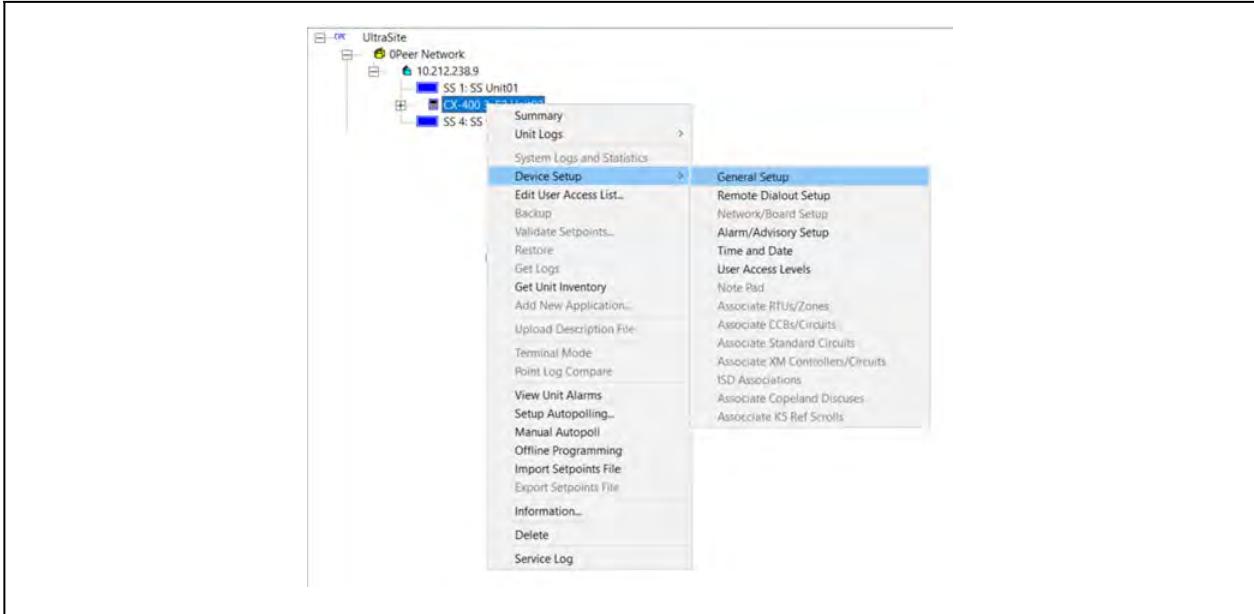 UltraSite
0Peer Network
10.212.238.9
SS 1: SS Unit01
CX-400
SS 4: SS
Summary
Unit Logs
System Logs and Statistics
Device Setup
Edit User Access List...
Backup
Validate Setpoints...
Restore
Get Logs
Get Unit Inventory
Add New Application...
Upload Description File
Terminal Mode
Point Log Compare
View Unit Alarms
Setup Autopolling...
Manual Autopoll
Offline Programming
Import Setpoints File
Export Setpoints File
Information...
Delete
Service Log
General Setup
Remote Dialout Setup
Network/Board Setup
Alarm/Advisory Setup
Time and Date
User Access Levels
Note Pad
Associate RTUs/Zones
Associate CCBs/Circuits
Associate Standard Circuits
Associate XM Controllers/Circuits
ISD Associations
Associate Copeland Discuses
Assocciate K5 Ref Scrolls